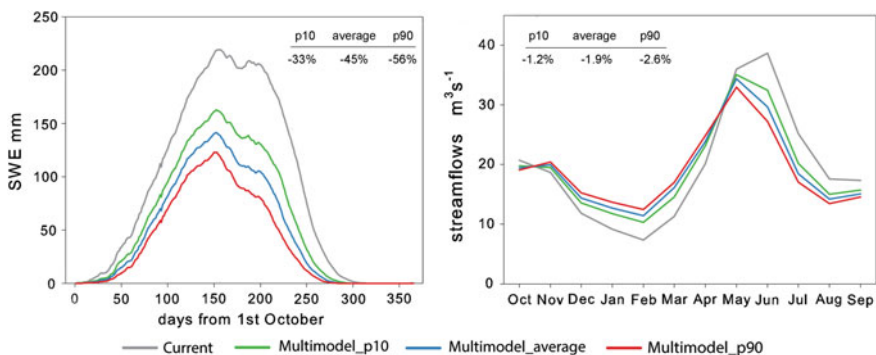 p10 average p90
-33% -45% -56%
SWE mm
250
200
150
100
50
0
0 50 100 150 200 250 300 350
days from 1st October
p10 average p90
-1.2% -1.9% -2.6%
streamflows m³s⁻¹
40
30
20
10
0
Oct Nov Dec Jan Feb Mar Apr May Jun Jul Aug Sep
Current Multimodel_p10 Multimodel_average Multimodel_p90